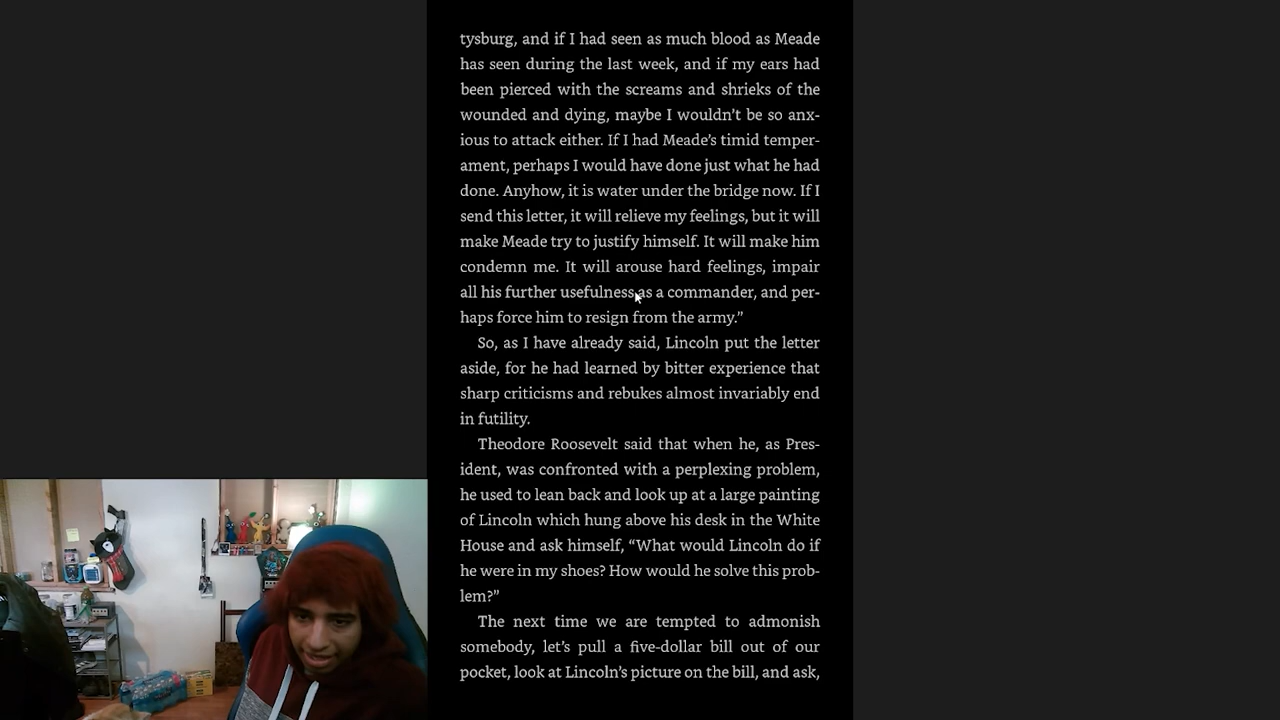 tysburg, and if I had seen as much blood as Meade
has seen during the last week, and if my ears had
been pierced with the screams and shrieks of the
wounded and dying, maybe I wouldn’t be so anx-
ious to attack either. If I had Meade’s timid temper-
ament, perhaps I would have done just what he had
done. Anyhow, it is water under the bridge now. If I
send this letter, it will relieve my feelings, but it will
make Meade try to justify himself. It will make him
condemn me. It will arouse hard feelings, impair
all his further usefulness as a commander, and per-
haps force him to resign from the army.”
So, as I have already said, Lincoln put the letter
aside, for he had learned by bitter experience that
sharp criticisms and rebukes almost invariably end
in futility.
Theodore Roosevelt said that when he, as Pres-
ident, was confronted with a perplexing problem,
he used to lean back and look up at a large painting
of Lincoln which hung above his desk in the White
House and ask himself, “What would Lincoln do if
he were in my shoes? How would he solve this prob-
lem?”
The next time we are tempted to admonish
somebody, let’s pull a five-dollar bill out of our
pocket, look at Lincoln’s picture on the bill, and ask,